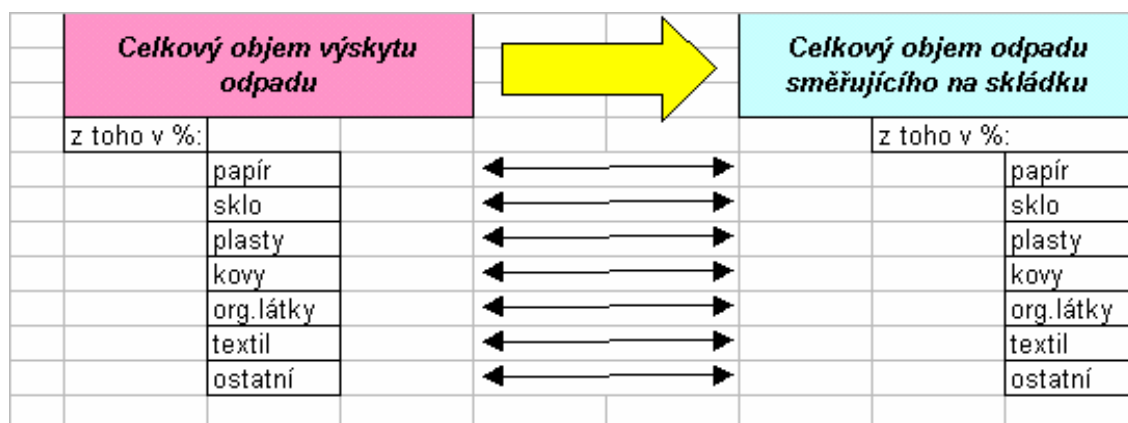 Celkový objem výskytu
odpadu
Celkový objem odpadu
směřujícího na skládku
z toho v %:
z toho v %:
papír
papír
sklo
sklo
plasty
plasty
kovy
kovy
org.látky
org.látky
textil
textil
ostatní
ostatní